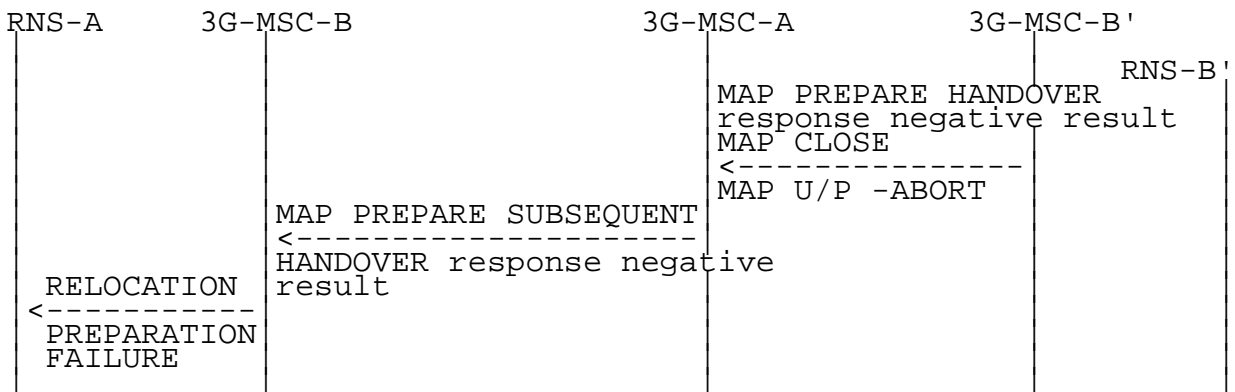 RNS-A 3G-MSC-B 3G-MSC-A 3G-MSC-B'
RNS-B'
MAP PREPARE HANDOVER
response negative result
MAP CLOSE
MAP U/P -ABORT
MAP PREPARE SUBSEQUENT
HANDOVER response negative
result
RELOCATION
PREPARATION
FAILURE